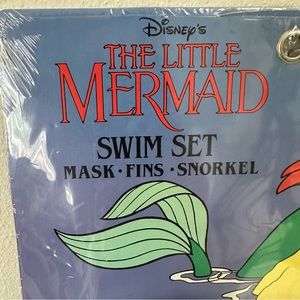 Disney's
THE LITTLE
MERMAID
SWIM SET
MASK · FINS · SNORKEL